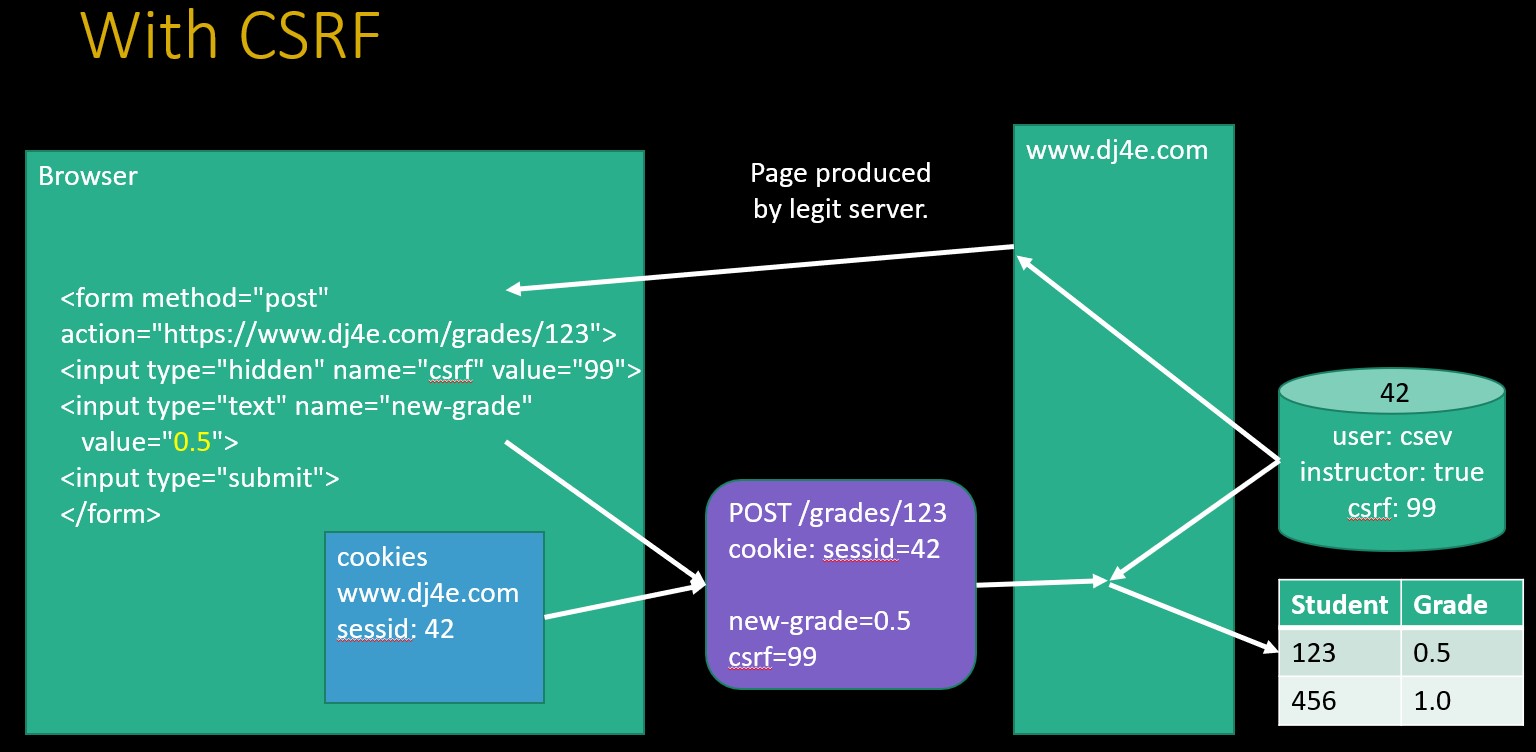 With CSRF
Browser
<form method="post"
action="https://www.dj4e.com/grades/123">
<input type="hidden" name="csrf" value="99">
<input type="text" name="new-grade"
value="0.5">
<input type="submit">
</form>
cookies
www.dj4e.com
sessid: 42
Page produced
by legit server.
POST /grades/123
cookie: sessid=42
new-grade=0.5
csrf=99
www.dj4e.com
42
user: csev
instructor: true
csrf: 99
Student Grade
123 0.5
456 1.0